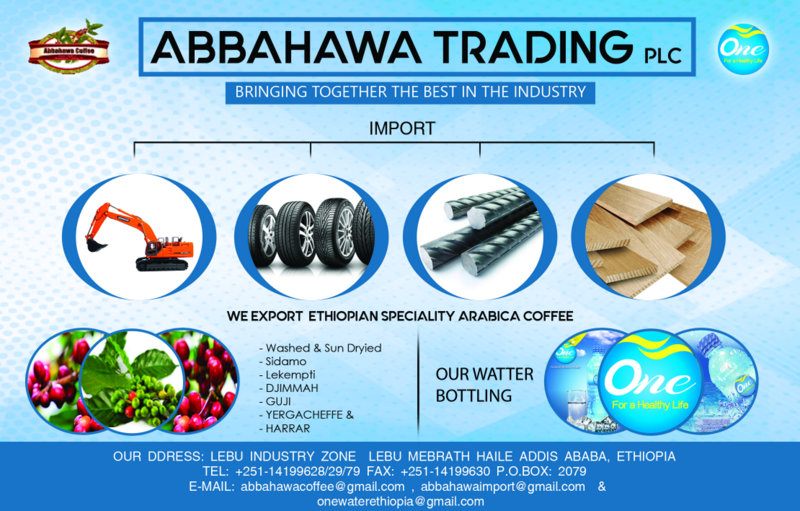 Abbahawa Coffee
ABBAHAWA TRADING PLC
One
For a Healthy Life
BRINGING TOGETHER THE BEST IN THE INDUSTRY
IMPORT
WE EXPORT ETHIOPIAN SPECIALITY ARABICA COFFEE
- Washed & Sun Dryied
- Sidamo
- Lekempti
- DJIMMAH
- GUJI
- YERGACHEFFE &
- HARRAR
OUR WATTER
BOTTLING
One
One
For a Healthy Life
One
OUR DDRESS: LEBU INDUSTRY ZONE LEBU MEBRATH HAILE ADDIS ABABA, ETHIOPIA
TEL: +251-14199628/29/79 FAX: +251-14199630 P.O.BOX: 2079
E-MAIL: abbahawacoffee@gmail.com , abbahawaimport@gmail.com &
onewaterethiopia@gmail.com